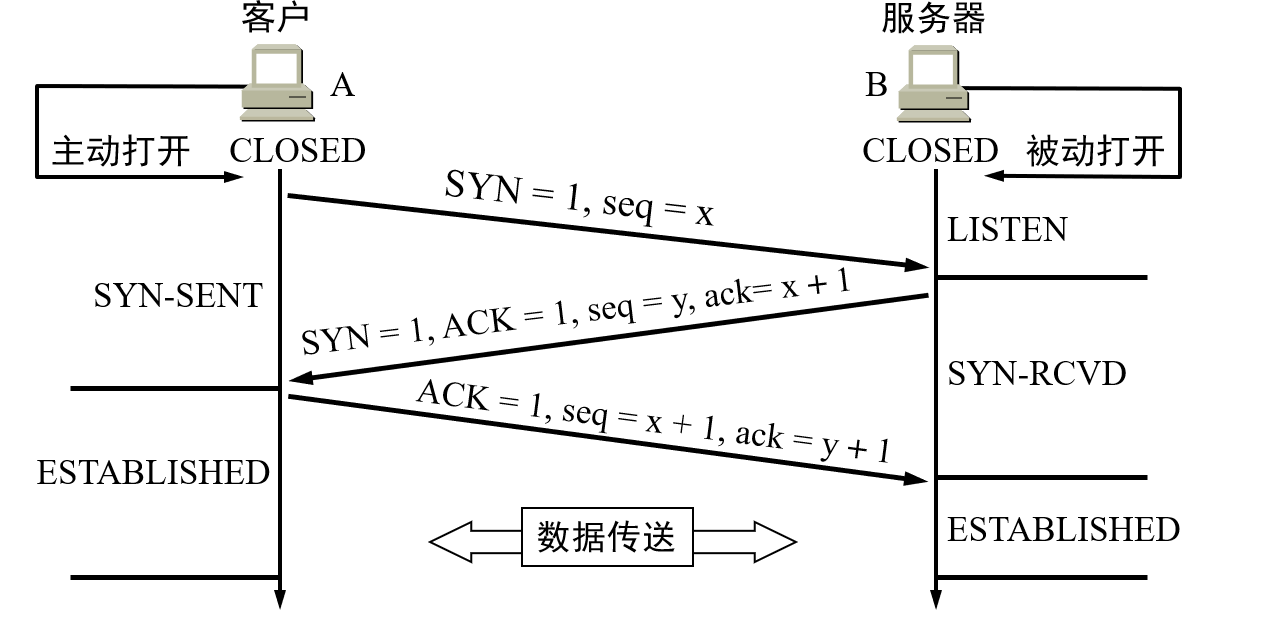 客户
服务器
A
B
主动打开
CLOSED
CLOSED
被动打开
SYN = 1, seq = x
LISTEN
SYN-SENT
SYN = 1, ACK = 1, seq = y, ack= x + 1
SYN-RCVD
ACK = 1, seq = x + 1, ack = y + 1
ESTABLISHED
数据传送
ESTABLISHED